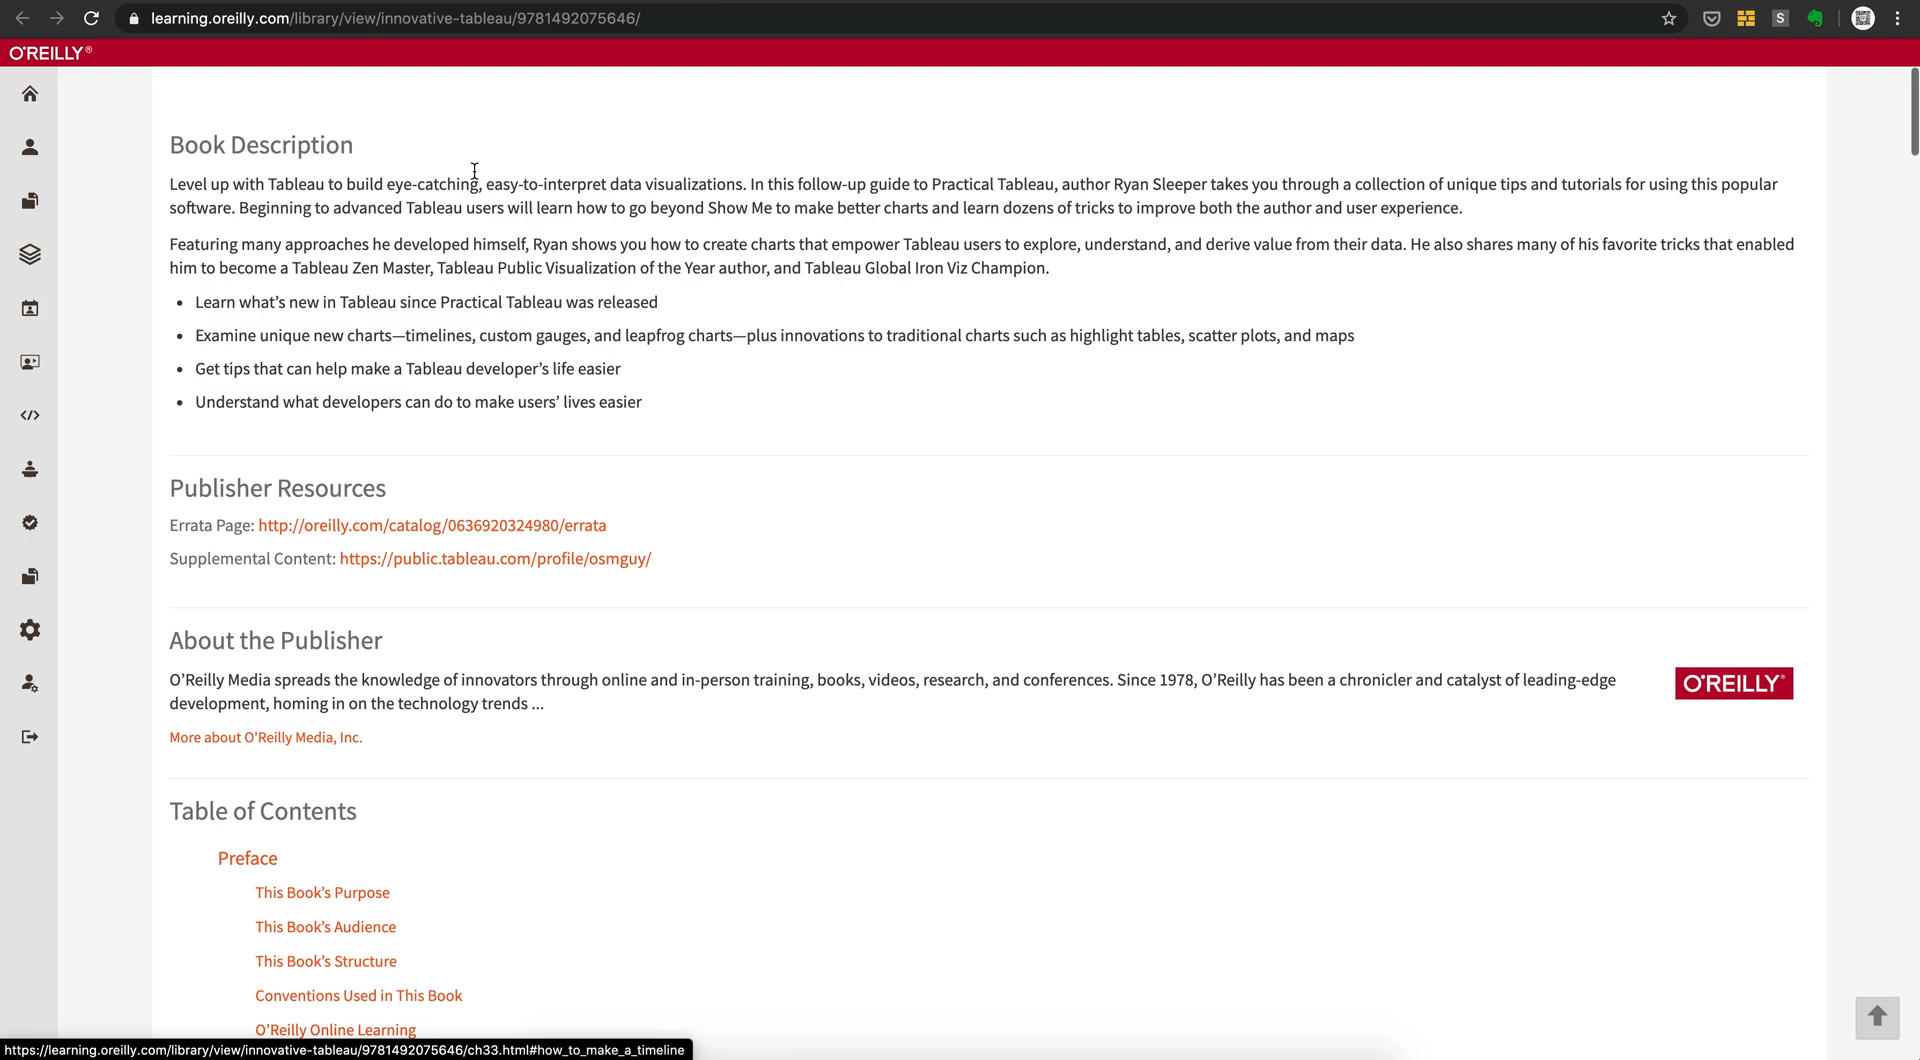 learning.oreilly.com/library/view/innovative-tableau/9781492075646/
S
O'REILLY®
Book Description
Level up with Tableau to build eye-catching, easy-to-interpret data visualizations. In this follow-up guide to Practical Tableau, author Ryan Sleeper takes you through a collection of unique tips and tutorials for using this popular
software. Beginning to advanced Tableau users will learn how to go beyond Show Me to make better charts and learn dozens of tricks to improve both the author and user experience.
Featuring many approaches he developed himself, Ryan shows you how to create charts that empower Tableau users to explore, understand, and derive value from their data. He also shares many of his favorite tricks that enabled
him to become a Tableau Zen Master, Tableau Public Visualization of the Year author, and Tableau Global Iron Viz Champion.
• Learn what’s new in Tableau since Practical Tableau was released
• Examine unique new charts—timelines, custom gauges, and leapfrog charts—plus innovations to traditional charts such as highlight tables, scatter plots, and maps
• Get tips that can help make a Tableau developer’s life easier
• Understand what developers can do to make users’ lives easier
Publisher Resources
Errata Page: http://oreilly.com/catalog/0636920324980/errata
Supplemental Content: https://public.tableau.com/profile/osmguy/
About the Publisher
O’Reilly Media spreads the knowledge of innovators through online and in-person training, books, videos, research, and conferences. Since 1978, O’Reilly has been a chronicler and catalyst of leading-edge
development, homing in on the technology trends ...
O'REILLY®
More about O'Reilly Media, Inc.
Table of Contents
Preface
This Book’s Purpose
This Book’s Audience
This Book’s Structure
Conventions Used in This Book
O’Reilly Online Learning
https://learning.oreilly.com/library/view/innovative-tableau/9781492075646/ch33.html#how_to_make_a_timeline